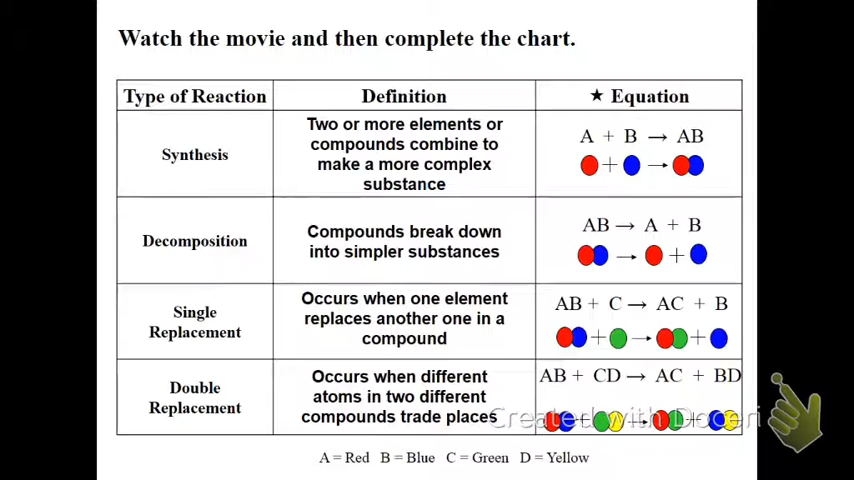 Watch the movie and then complete the chart.
Type of Reaction
Definition
★ Equation
Synthesis
Two or more elements or
compounds combine to
make a more complex
substance
A + B → AB
+ →
Decomposition
Compounds break down
into simpler substances
AB → A + B
→ +
Single
Replacement
Occurs when one element
replaces another one in a
compound
AB + C → AC + B
+ → +
Double
Replacement
Occurs when different
atoms in two different
compounds trade places
AB + CD → AC + BD
+ → +
Created with Doceri
A = Red B = Blue C = Green D = Yellow